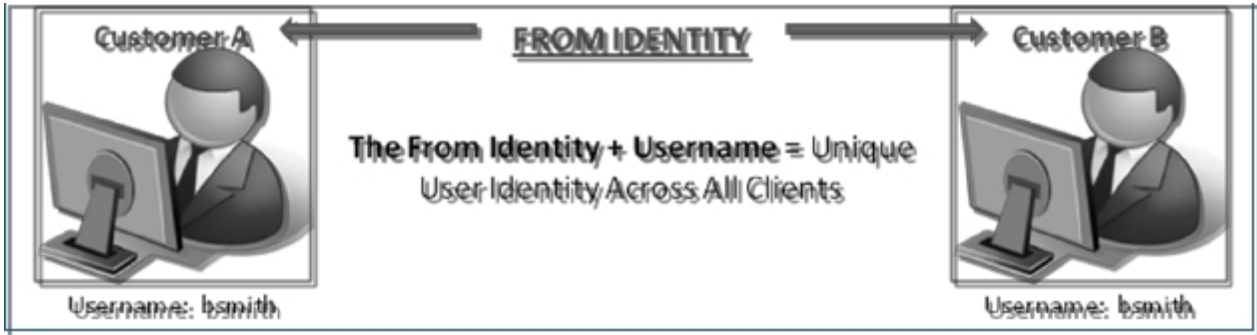 Customer A
FROM IDENTITY
Customer B
The From Identity + Username = Unique
User Identity Across All Clients
Username: bsmith
Username: bsmith